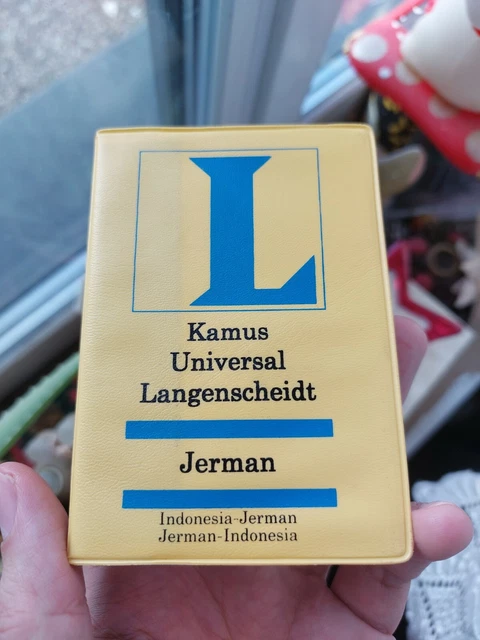 L
Kamus
Universal
Langenscheidt
Jerman
Indonesia-Jerman
Jerman-Indonesia